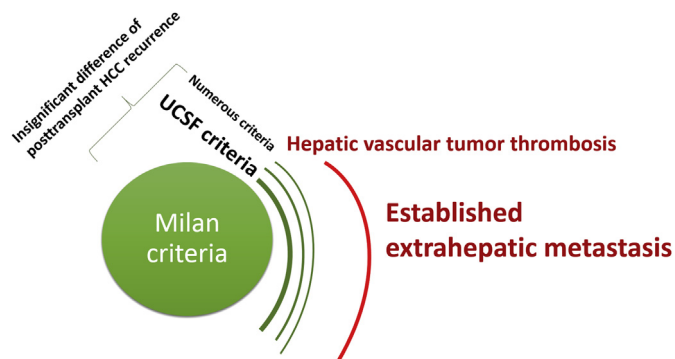 Insignificant difference of
posttransplant HCC recurrence
Numerous criteria
UCSF criteria
Hepatic vascular tumor thrombosis
Milan
criteria
Established
extrahepatic metastasis